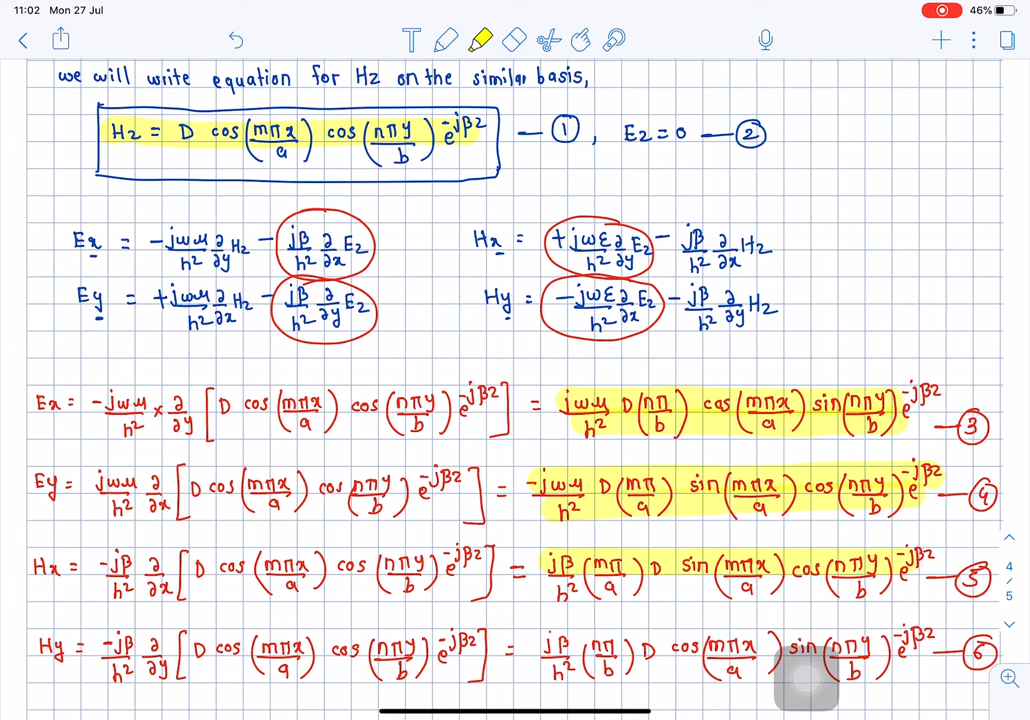 11:02 Mon 27 Jul 46%
we will write equation for Hz on the similar basis,
Hz = D cos(mπx/a) cos(nπy/b) e^-jβz — ① , Ez=0 — ②
Ex = -jωμ/h² ∂/∂y Hz - jβ/h² ∂/∂x Ez Hx = +jωε/h² ∂/∂y Ez - jβ/h² ∂/∂x Hz
Ey = +jωμ/h² ∂/∂x Hz - jβ/h² ∂/∂y Ez Hy = -jωε/h² ∂/∂x Ez - jβ/h² ∂/∂y Hz
Ex = -jωμ/h² × ∂/∂y [D cos(mπx/a) cos(nπy/b) e^-jβz] = jωμ/h² D(nπ/b) cos(mπx/a) sin(nπy/b) e^-jβz — ③
Ey = jωμ/h² ∂/∂x [D cos(mπx/a) cos(nπy/b) e^-jβz] = -jωμ/h² D(mπ/a) sin(mπx/a) cos(nπy/b) e^-jβz — ④
Hx = -jβ/h² ∂/∂x [D cos(mπx/a) cos(nπy/b) e^-jβz] = jβ/h² (mπ/a) D sin(mπx/a) cos(nπy/b) e^-jβz — ⑤
4/5
Hy = -jβ/h² ∂/∂y [D cos(mπx/a) cos(nπy/b) e^-jβz] = jβ/h² (nπ/b) D cos(mπx/a) sin(nπy/b) e^-jβz — ⑥